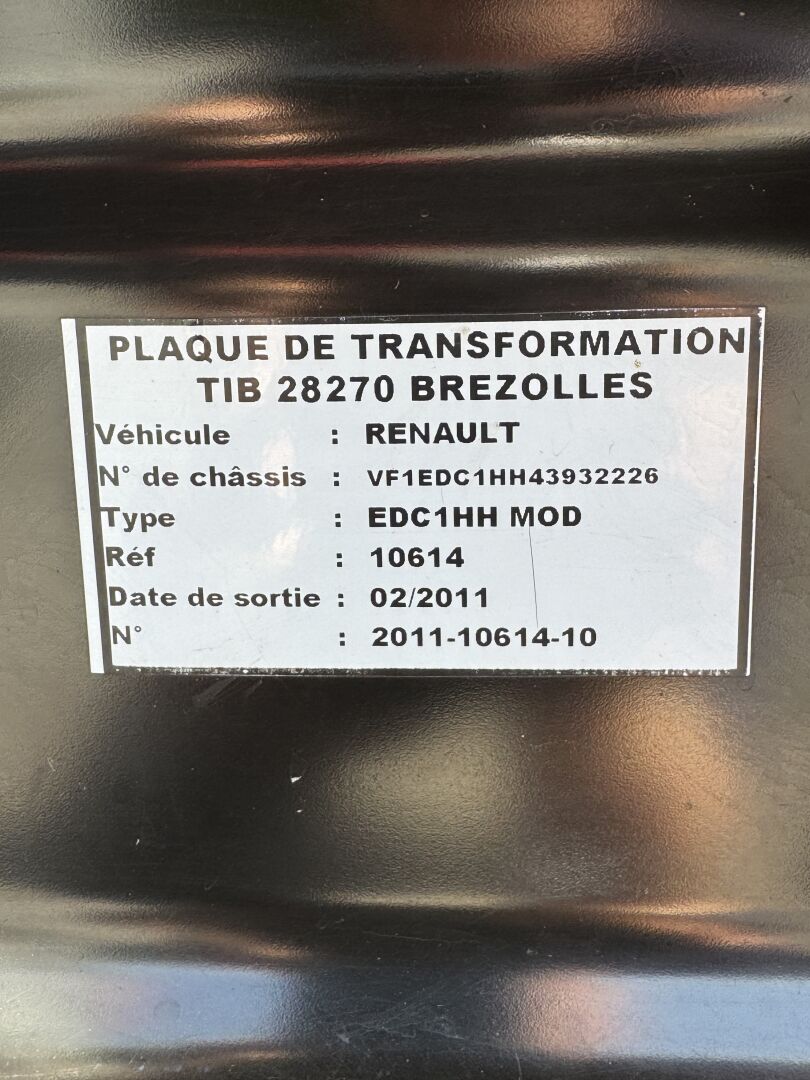 PLAQUE DE TRANSFORMATION
TIB 28270 BREZOLLES
Véhicule : RENAULT
N° de châssis : VF1EDC1HH43932226
Type : EDC1HH MOD
Réf : 10614
Date de sortie : 02/2011
N° : 2011-10614-10